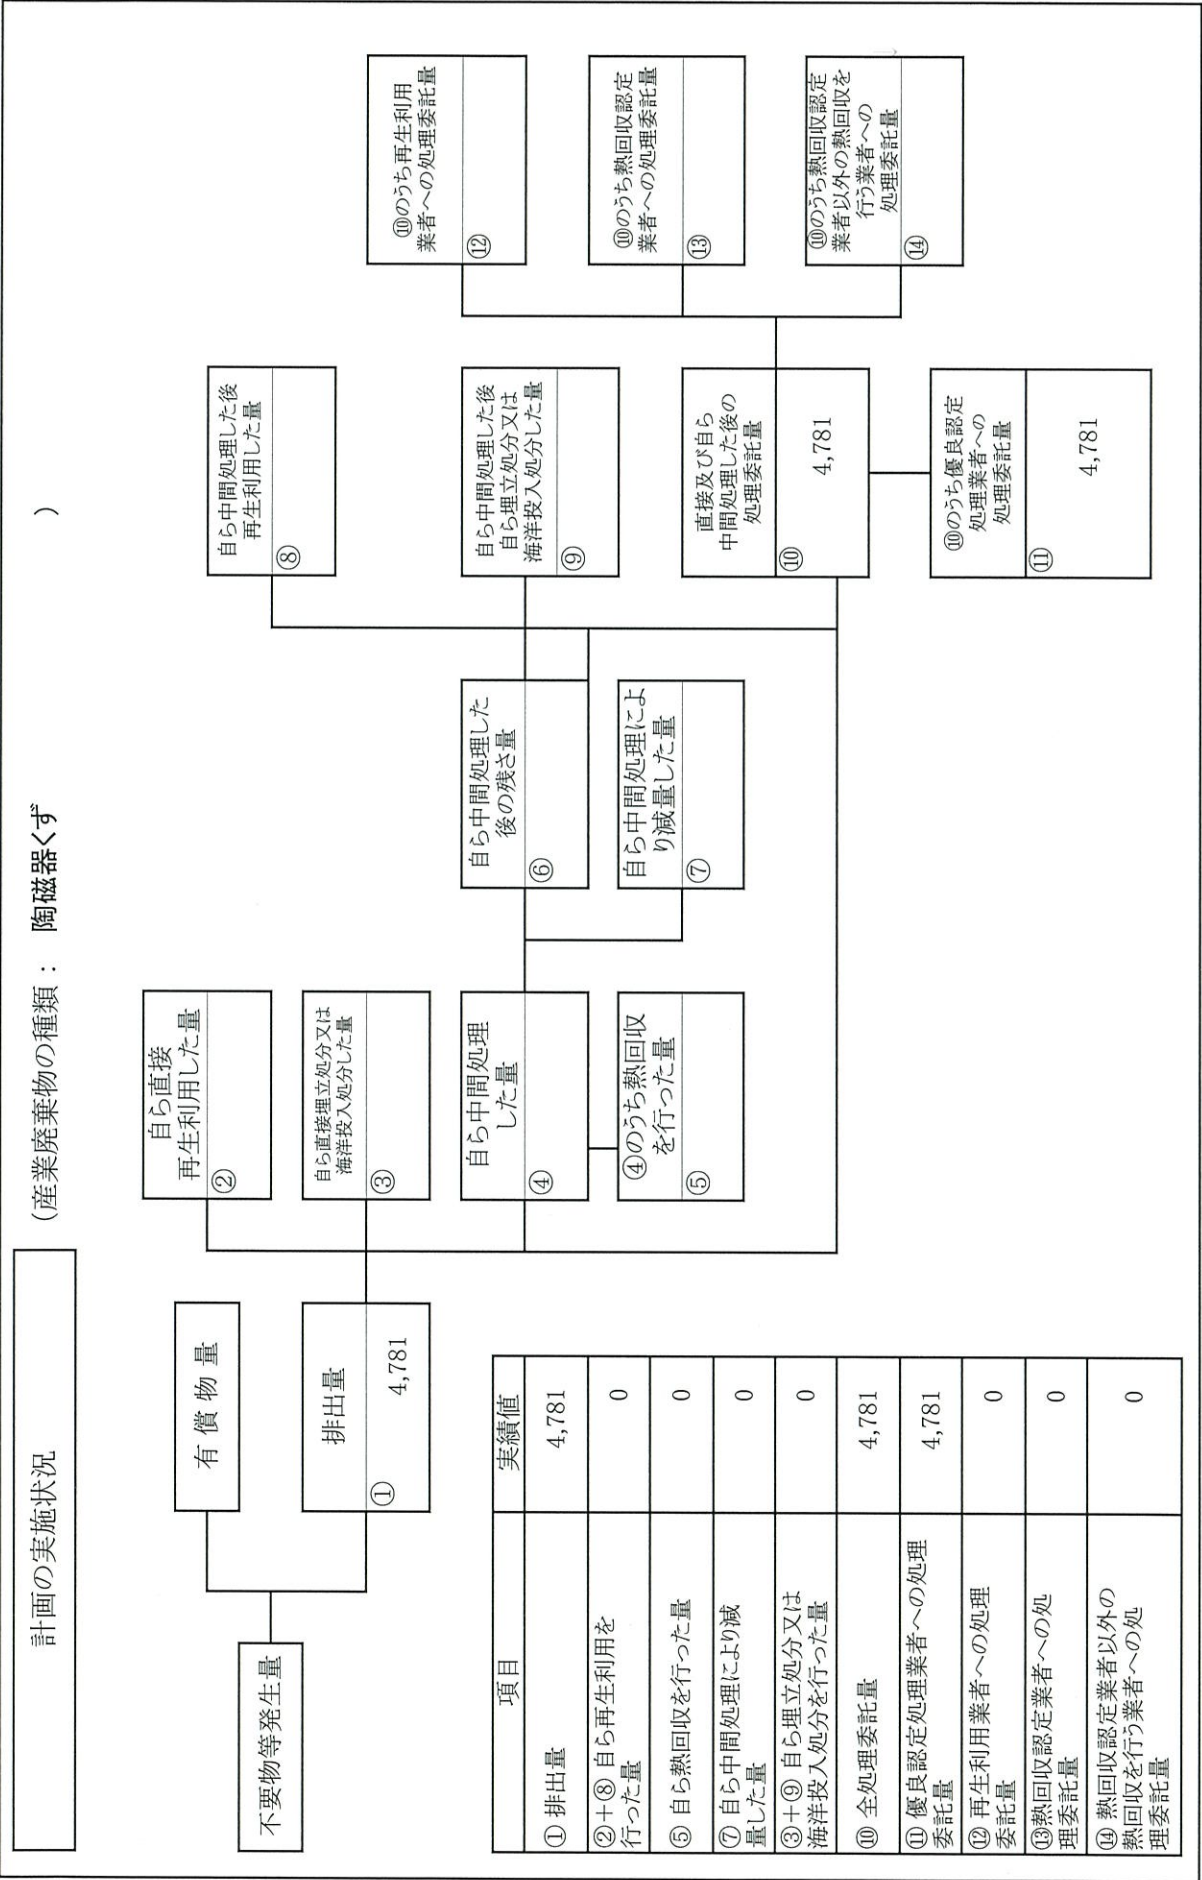 計画の実施状況
(産業廃棄物の種類： 陶磁器くず )
不要物等発生量
有 償 物 量
排出量
① 4,781
自ら直接
再生利用した量
②
自ら直接埋立処分又は
海洋投入処分した量
③
自ら中間処理
した量
④
④のうち熱回収
を行った量
⑤
自ら中間処理した
後の残さ量
⑥
自ら中間処理によ
り減量した量
⑦
自ら中間処理した後
再生利用した量
⑧
自ら中間処理した後
自ら埋立処分又は
海洋投入処分した量
⑨
直接及び自ら
中間処理した後の
処理委託量
⑩ 4,781
⑩のうち優良認定
処理業者への
処理委託量
⑪ 4,781
⑩のうち再生利用
業者への処理委託量
⑫
⑩のうち熱回収認定
業者への処理委託量
⑬
⑩のうち熱回収認定
業者以外の熱回収を
行う業者への
処理委託量
⑭
項目 実績値
① 排出量 4,781
②＋⑧ 自ら再生利用を
行った量 0
⑤ 自ら熱回収を行った量 0
⑦ 自ら中間処理により減
量した量 0
③＋⑨ 自ら埋立処分又は
海洋投入処分を行った量 0
⑩ 全処理委託量 4,781
⑪ 優良認定処理業者への処理
委託量 4,781
⑫ 再生利用業者への処理
委託量 0
⑬熱回収認定業者への処
理委託量 0
⑭ 熱回収認定業者以外の
熱回収を行う業者への処
理委託量 0